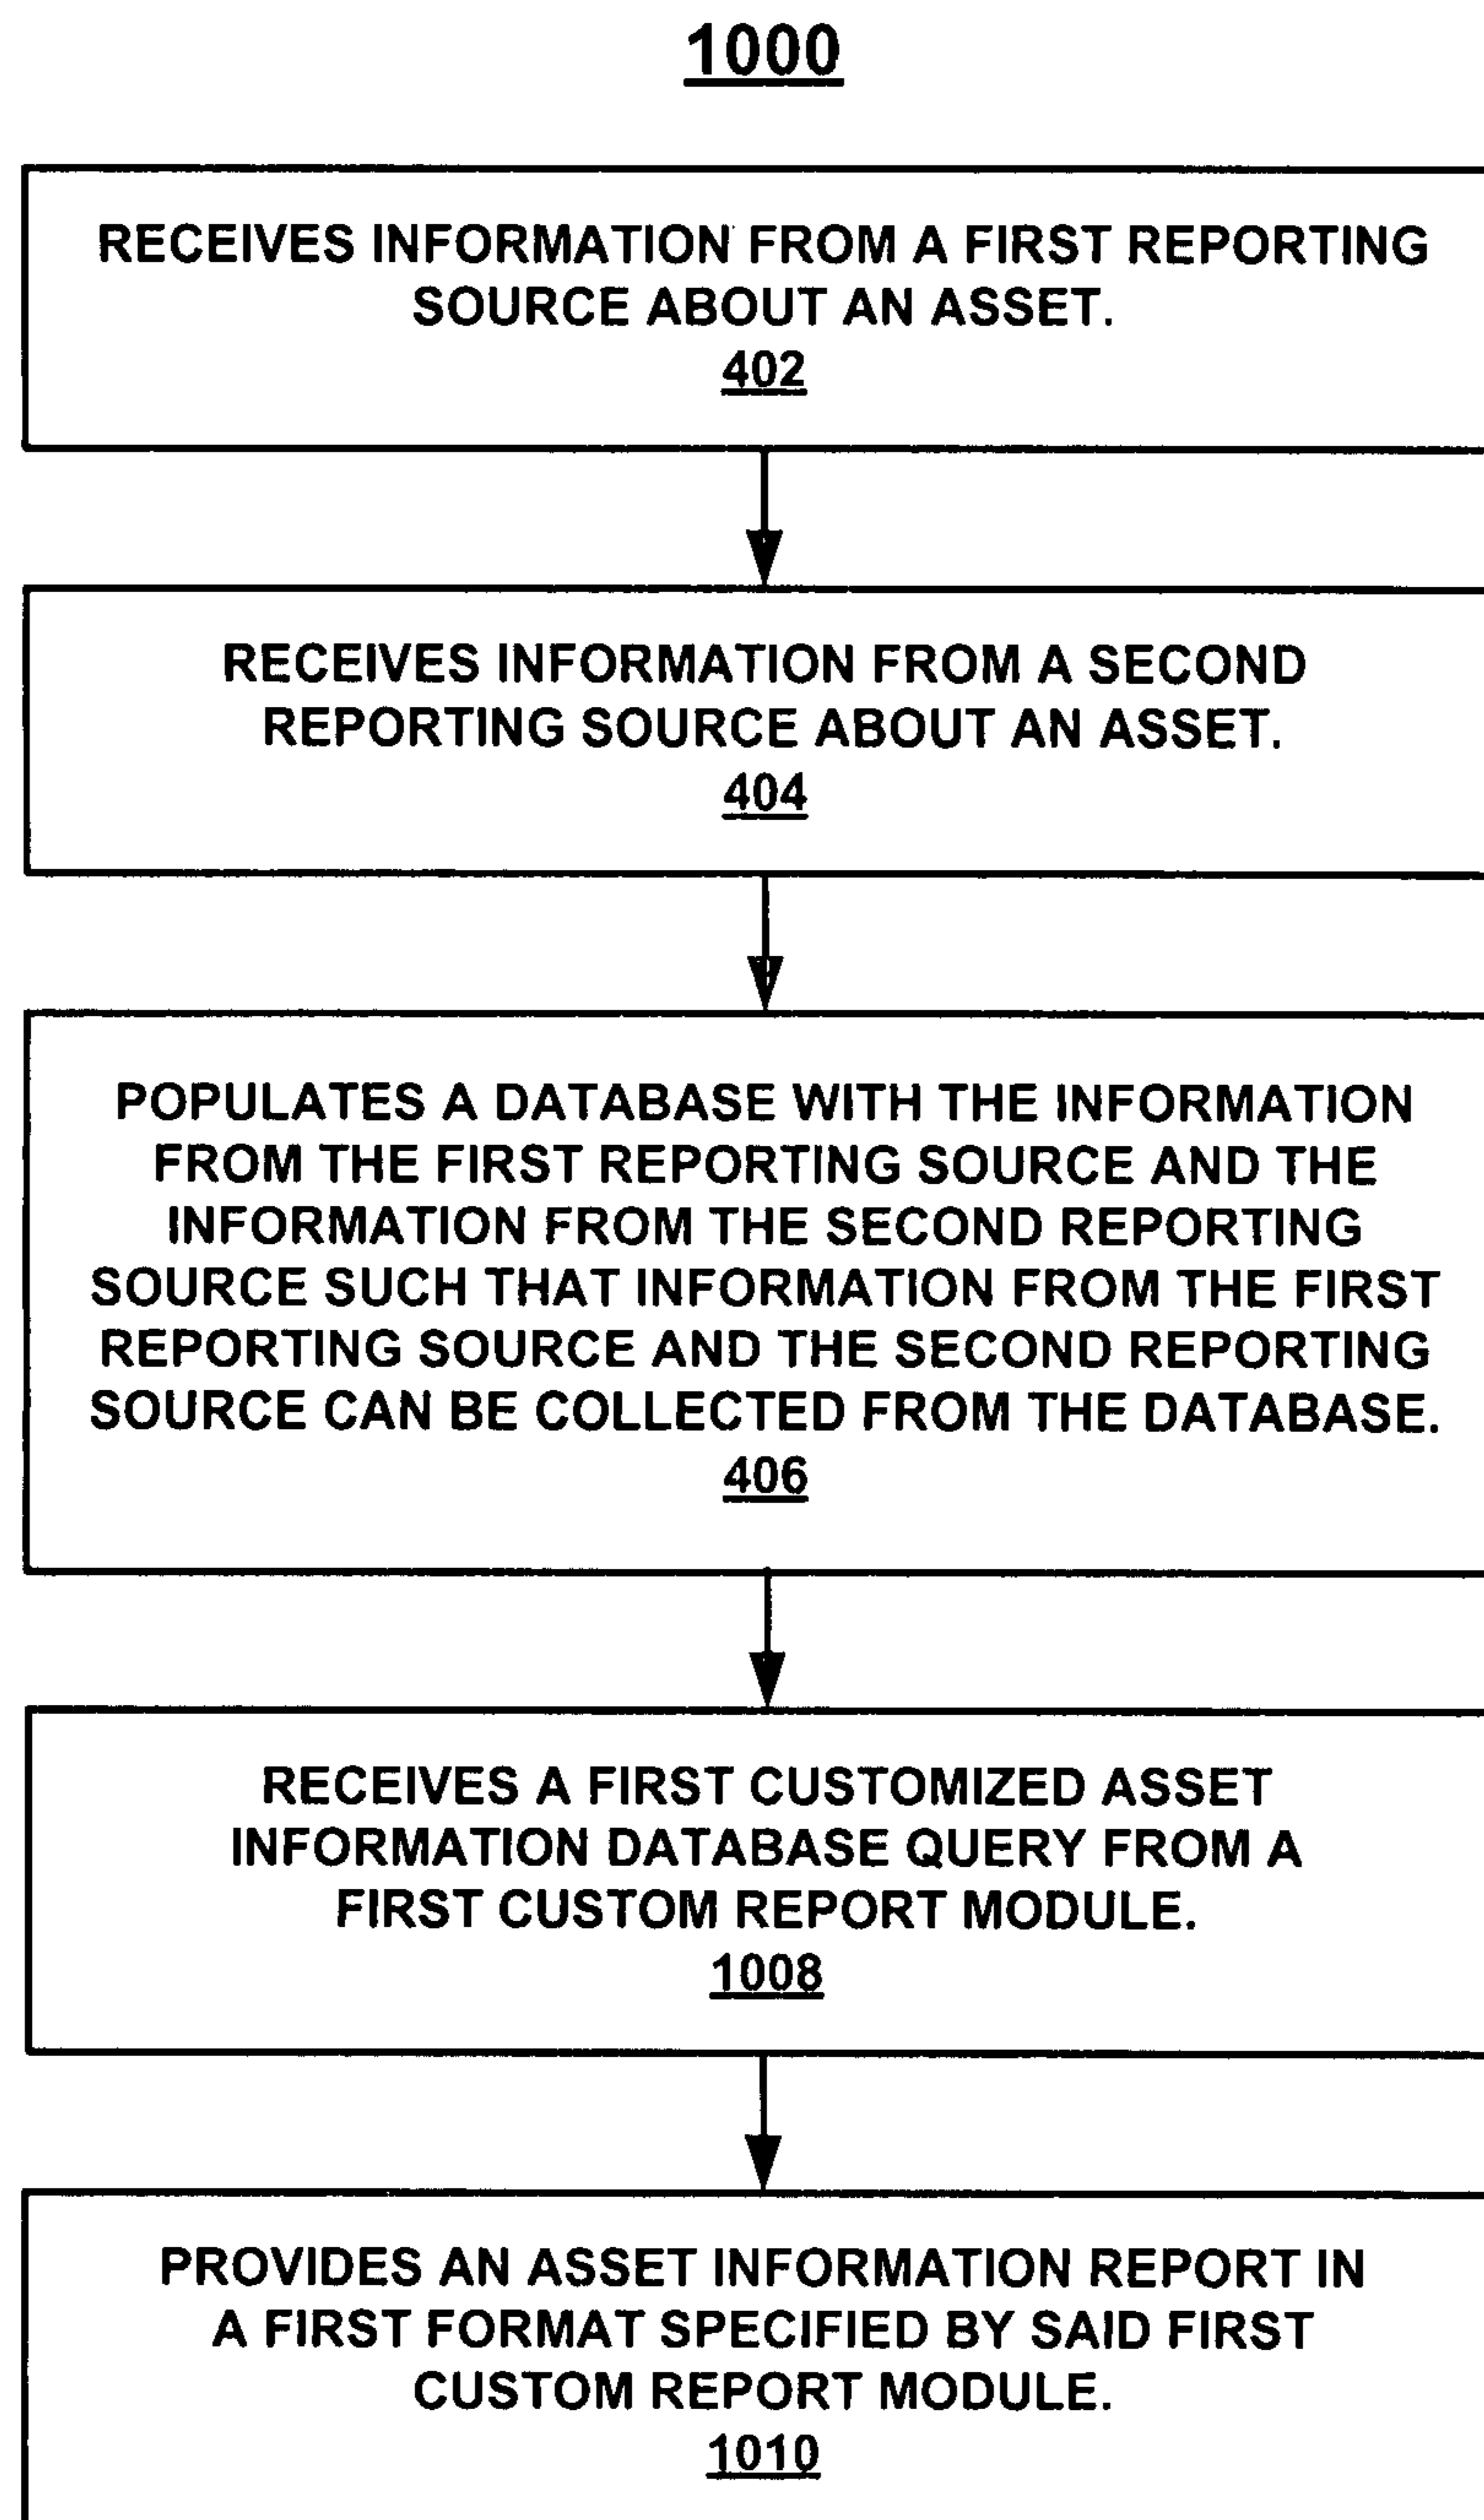 1000
RECEIVES INFORMATION FROM A FIRST REPORTING
SOURCE ABOUT AN ASSET.
402
RECEIVES INFORMATION FROM A SECOND
REPORTING SOURCE ABOUT AN ASSET.
404
POPULATES A DATABASE WITH THE INFORMATION
FROM THE FIRST REPORTING SOURCE AND THE
INFORMATION FROM THE SECOND REPORTING
SOURCE SUCH THAT INFORMATION FROM THE FIRST
REPORTING SOURCE AND THE SECOND REPORTING
SOURCE CAN BE COLLECTED FROM THE DATABASE.
406
RECEIVES A FIRST CUSTOMIZED ASSET
INFORMATION DATABASE QUERY FROM A
FIRST CUSTOM REPORT MODULE.
1008
PROVIDES AN ASSET INFORMATION REPORT IN
A FIRST FORMAT SPECIFIED BY SAID FIRST
CUSTOM REPORT MODULE.
1010